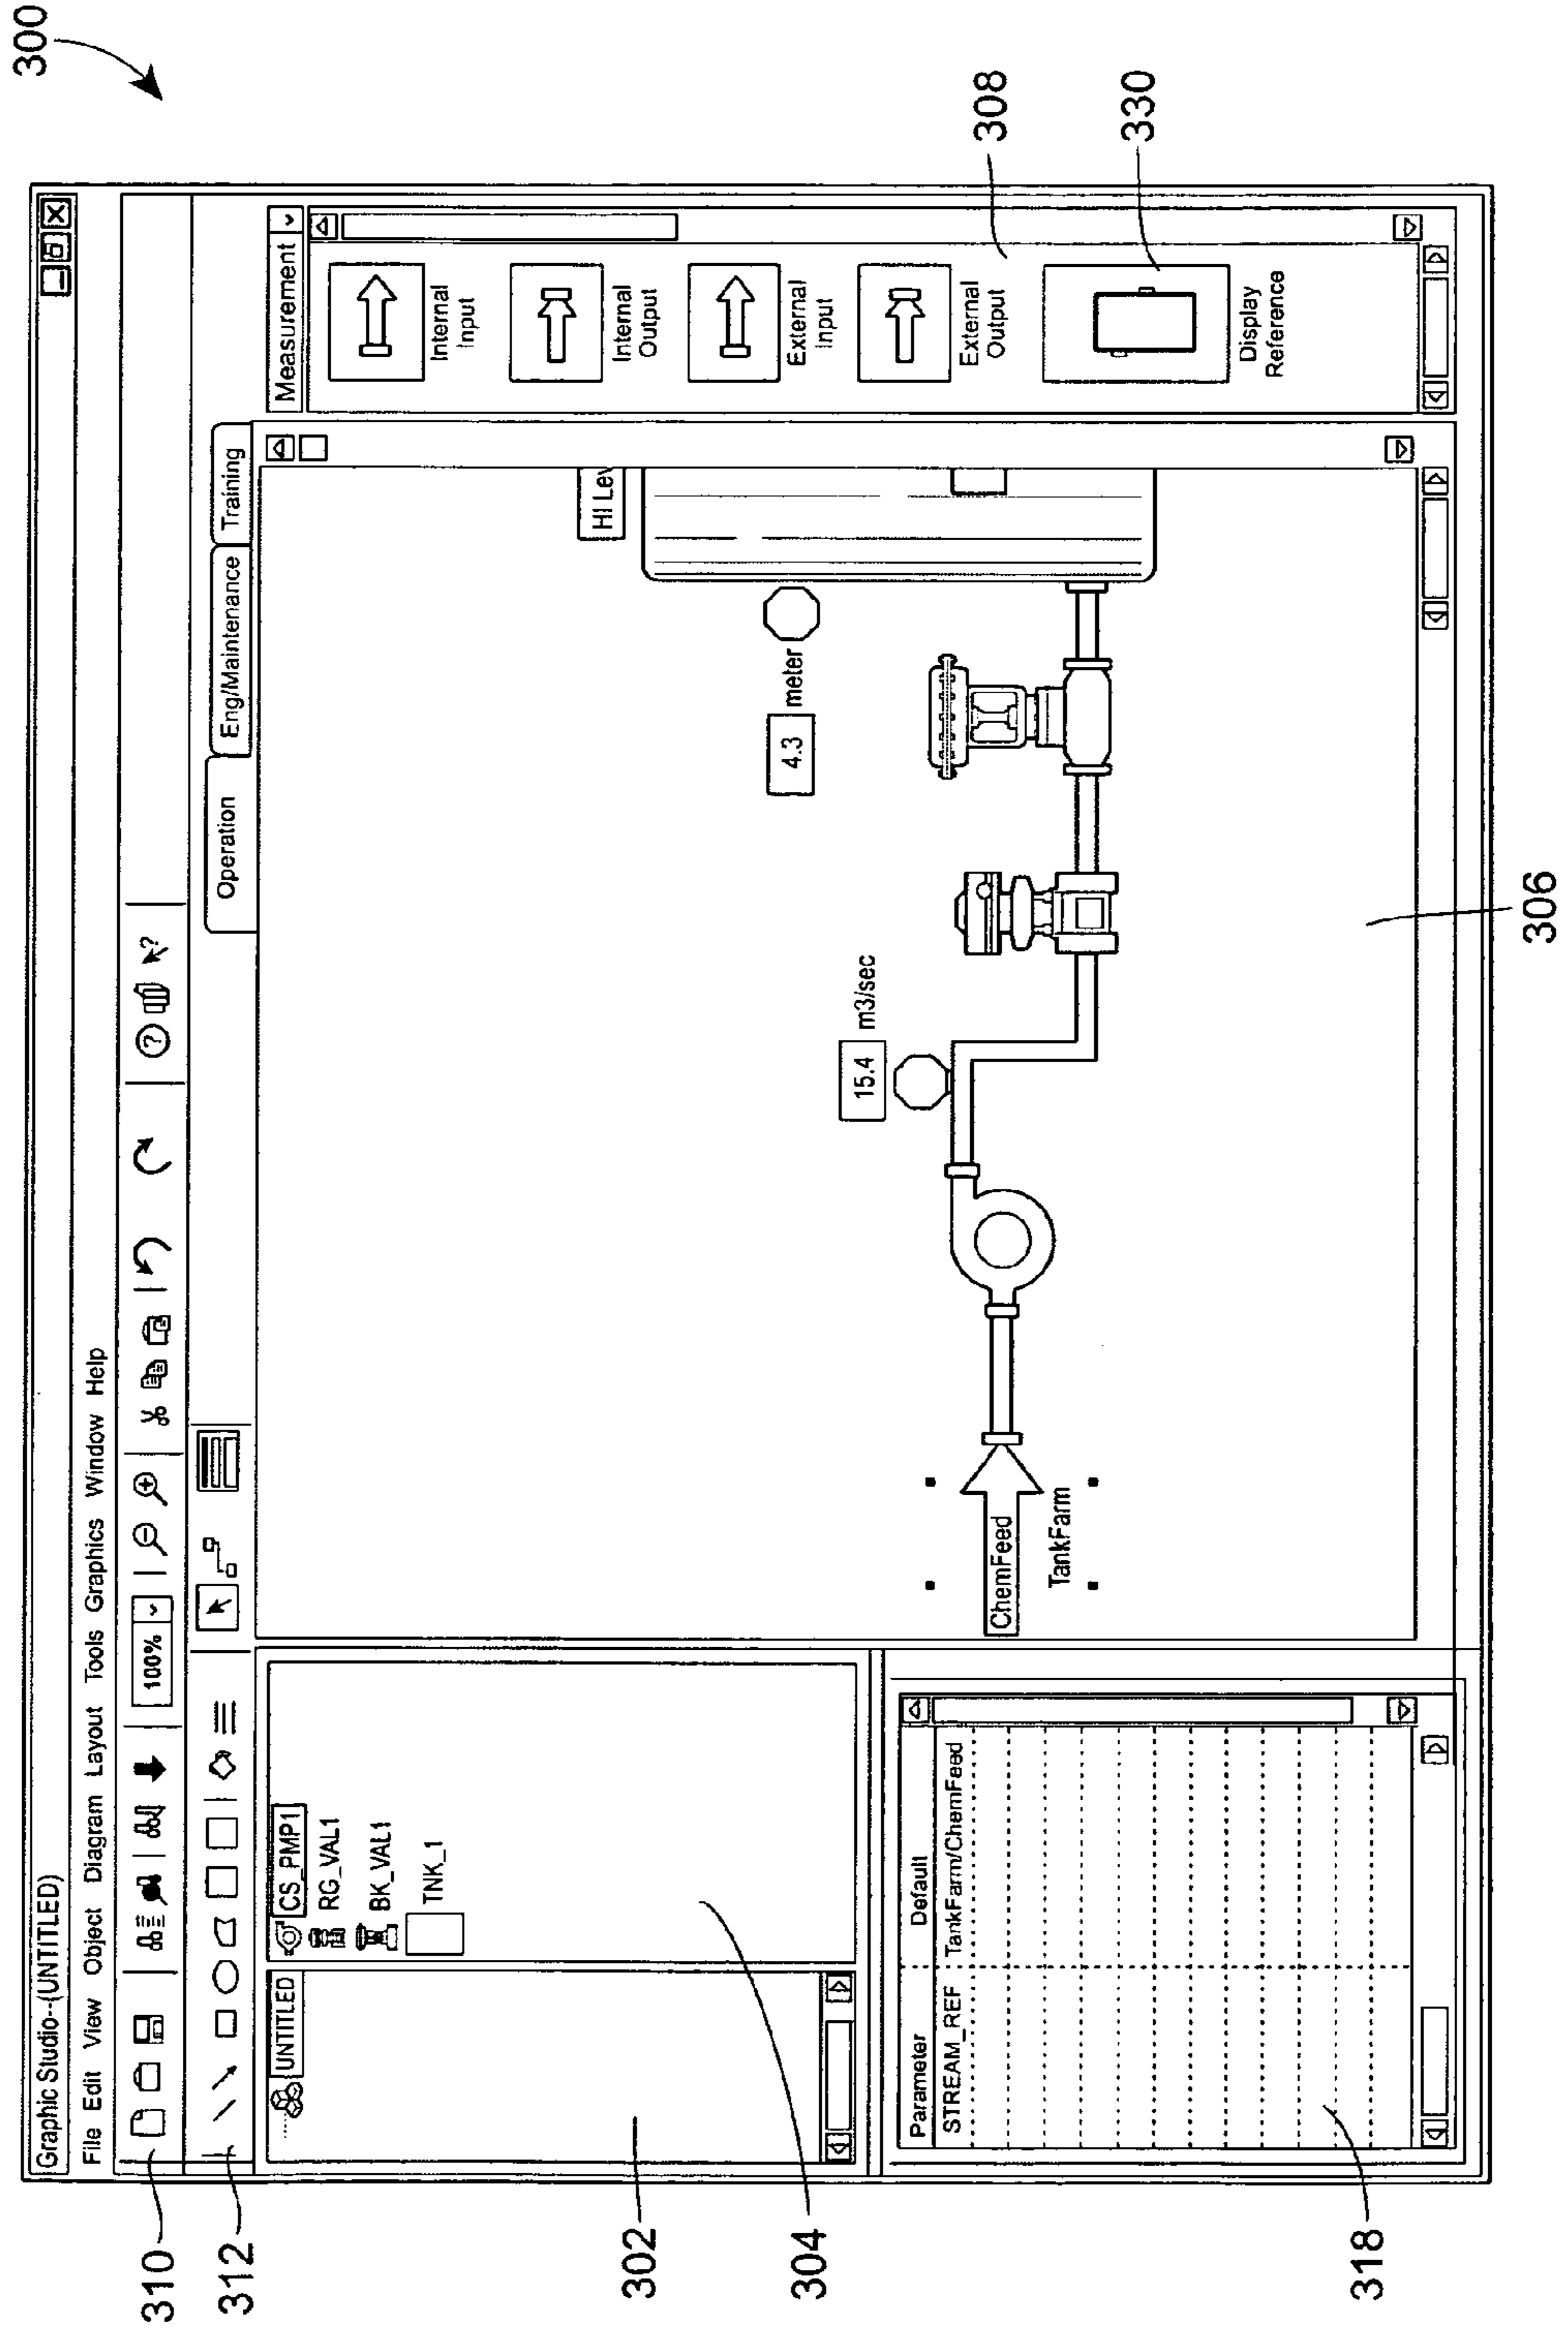 300
Graphic Studio--(UNTITLED)
File Edit View Object Diagram Layout Tools Graphics Window Help
310
100%
?
?
312
Operation
Eng/Maintenance
Training
Measurement
UNTITLED
CS_PMP1
RG_VAL1
BK_VAL1
TNK_1
302
304
HI Lev
4.3
meter
15.4
m3/sec
ChemFeed
TankFarm
Internal
Input
Internal
Output
External
Input
External
Output
Display
Reference
308
330
Parameter
Default
STREAM_REF
TankFarm/ChemFeed
318
306